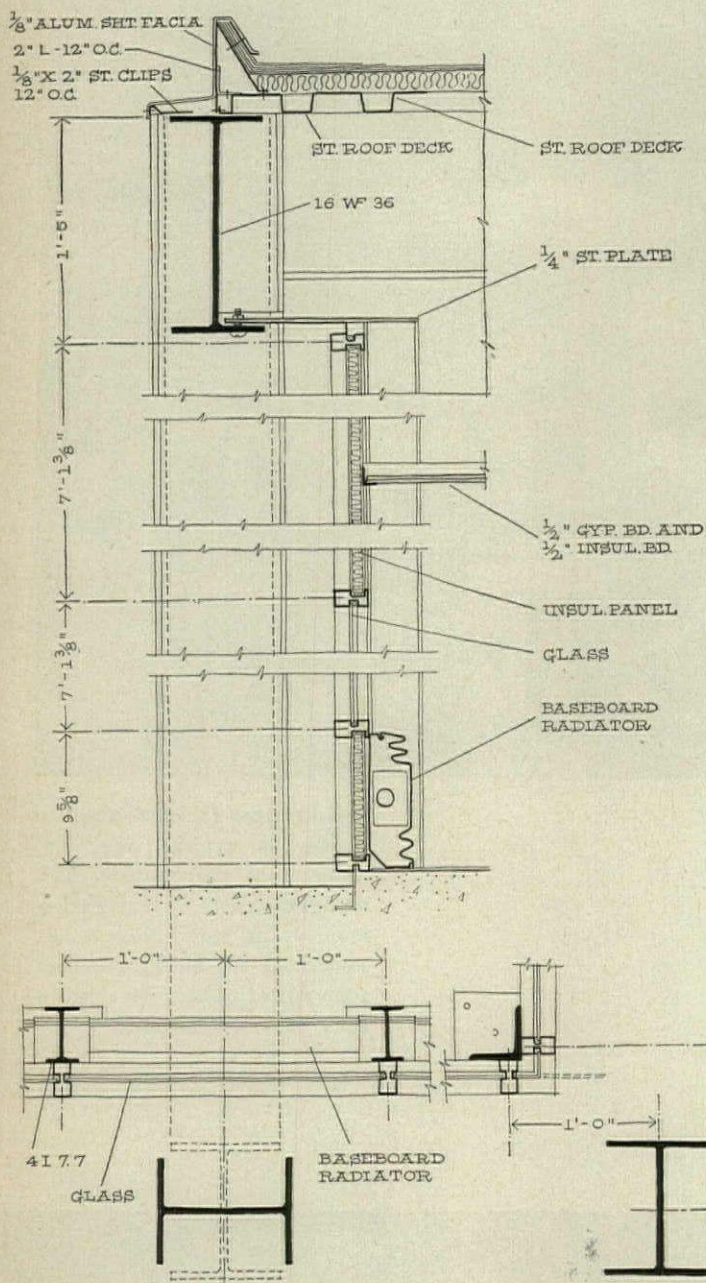 ⅛" ALUM. SHT. FACIA
2" L - 12" O.C.
⅛" X 2" ST. CLIPS
12" O.C.
ST. ROOF DECK
ST. ROOF DECK
16 WF 36
1'-5"
¼" ST. PLATE
7'-1⅜"
½" GYP. BD. AND
½" INSUL. BD.
INSUL. PANEL
GLASS
7'-1⅜"
BASEBOARD
RADIATOR
9⅝"
1'-0"
1'-0"
1'-0"
4 I 7.7
GLASS
BASEBOARD
RADIATOR